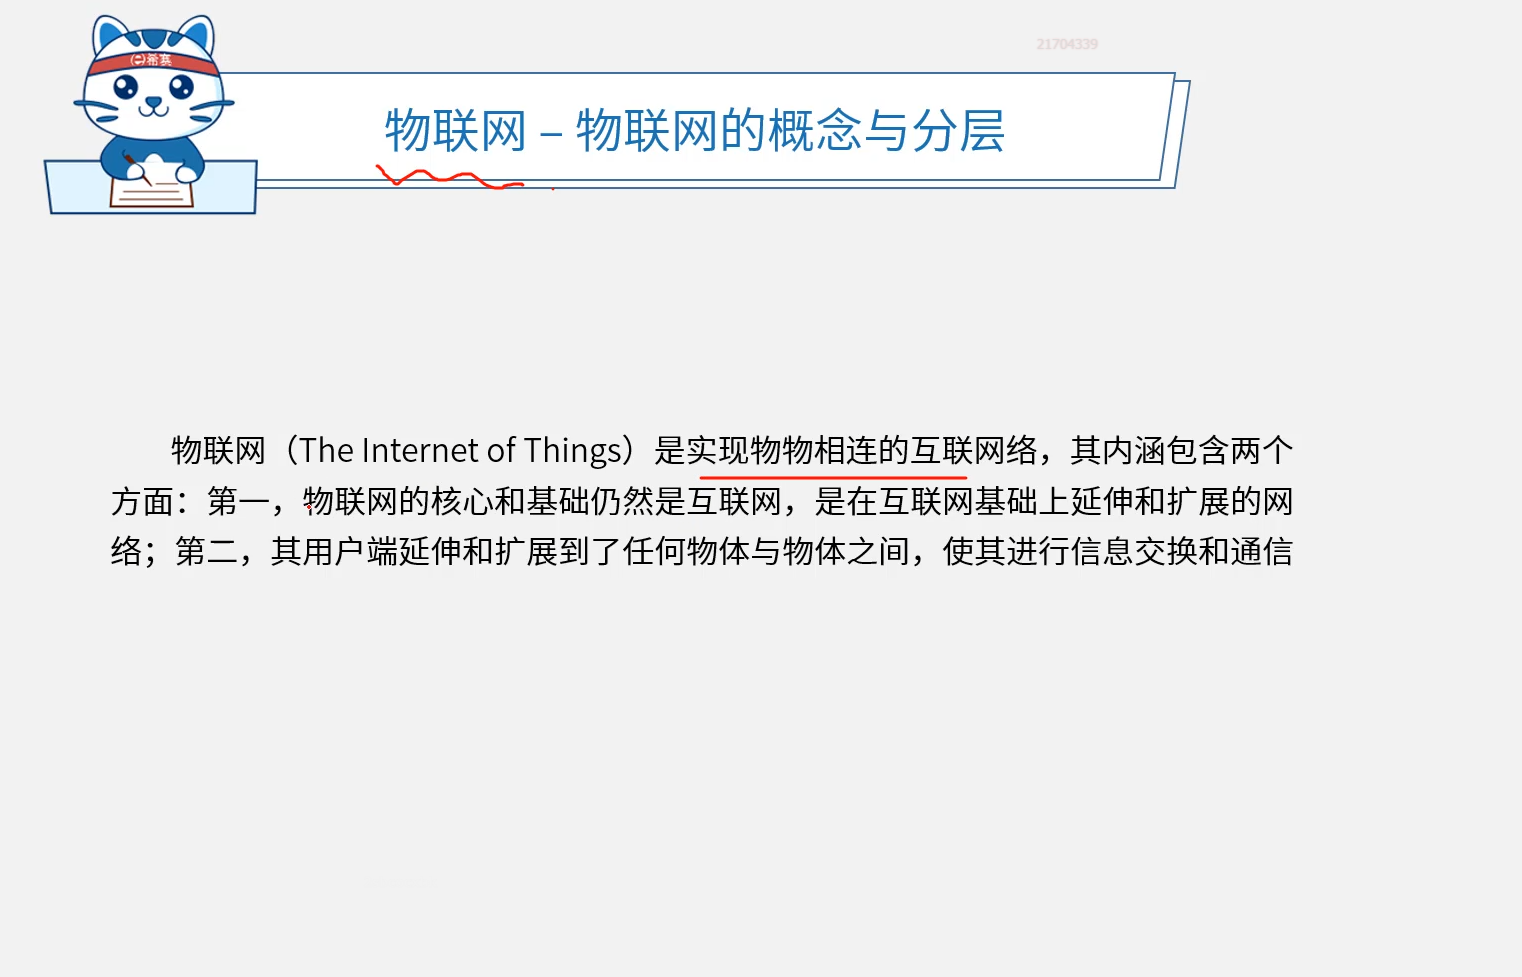 希赛
21704339
物联网 – 物联网的概念与分层
物联网（The Internet of Things）是实现物物相连的互联网络，其内涵包含两个
方面：第一，物联网的核心和基础仍然是互联网，是在互联网基础上延伸和扩展的网
络；第二，其用户端延伸和扩展到了任何物体与物体之间，使其进行信息交换和通信